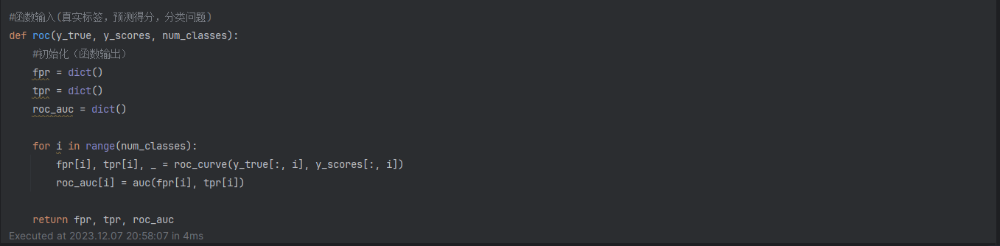 #函数输入(真实标签，预测得分，分类问题)
def roc(y_true, y_scores, num_classes):
    #初始化（函数输出）
    fpr = dict()
    tpr = dict()
    roc_auc = dict()
    for i in range(num_classes):
        fpr[i], tpr[i], _ = roc_curve(y_true[:, i], y_scores[:, i])
        roc_auc[i] = auc(fpr[i], tpr[i])
    return fpr, tpr, roc_auc
Executed at 2023.12.07 20:58:07 in 4ms